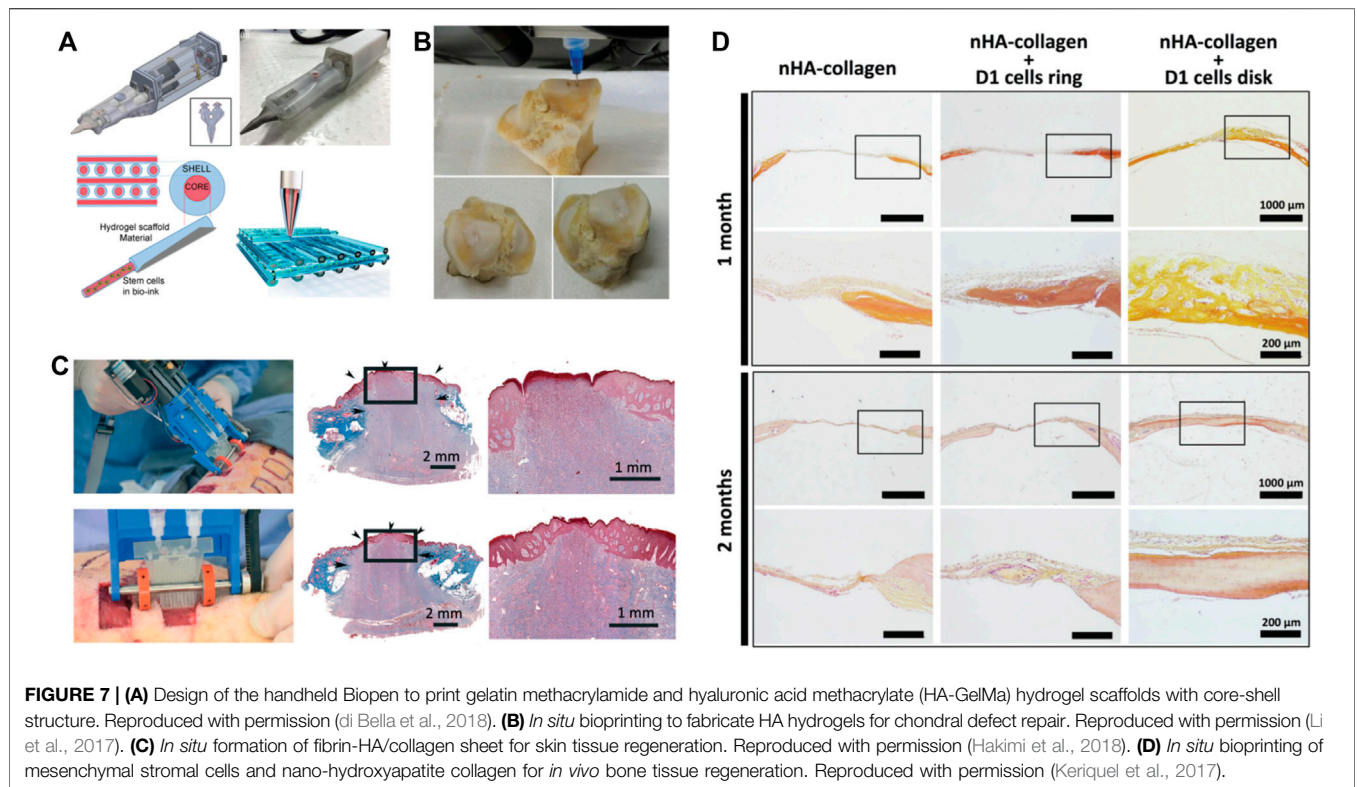 A
SHELL
CORE
Hydrogel scaffold
Material
Stem cells
in bio-ink
B
C
2 mm
1 mm
2 mm
1 mm
D
nHA-collagen
nHA-collagen
+
D1 cells ring
nHA-collagen
+
D1 cells disk
1 month
1000 µm
200 µm
2 months
1000 µm
200 µm
FIGURE 7 | (A) Design of the handheld Biopen to print gelatin methacrylamide and hyaluronic acid methacrylate (HA-GelMa) hydrogel scaffolds with core-shell
structure. Reproduced with permission (di Bella et al., 2018). (B) In situ bioprinting to fabricate HA hydrogels for chondral defect repair. Reproduced with permission (Li
et al., 2017). (C) In situ formation of fibrin-HA/collagen sheet for skin tissue regeneration. Reproduced with permission (Hakimi et al., 2018). (D) In situ bioprinting of
mesenchymal stromal cells and nano-hydroxyapatite collagen for in vivo bone tissue regeneration. Reproduced with permission (Keriquel et al., 2017).